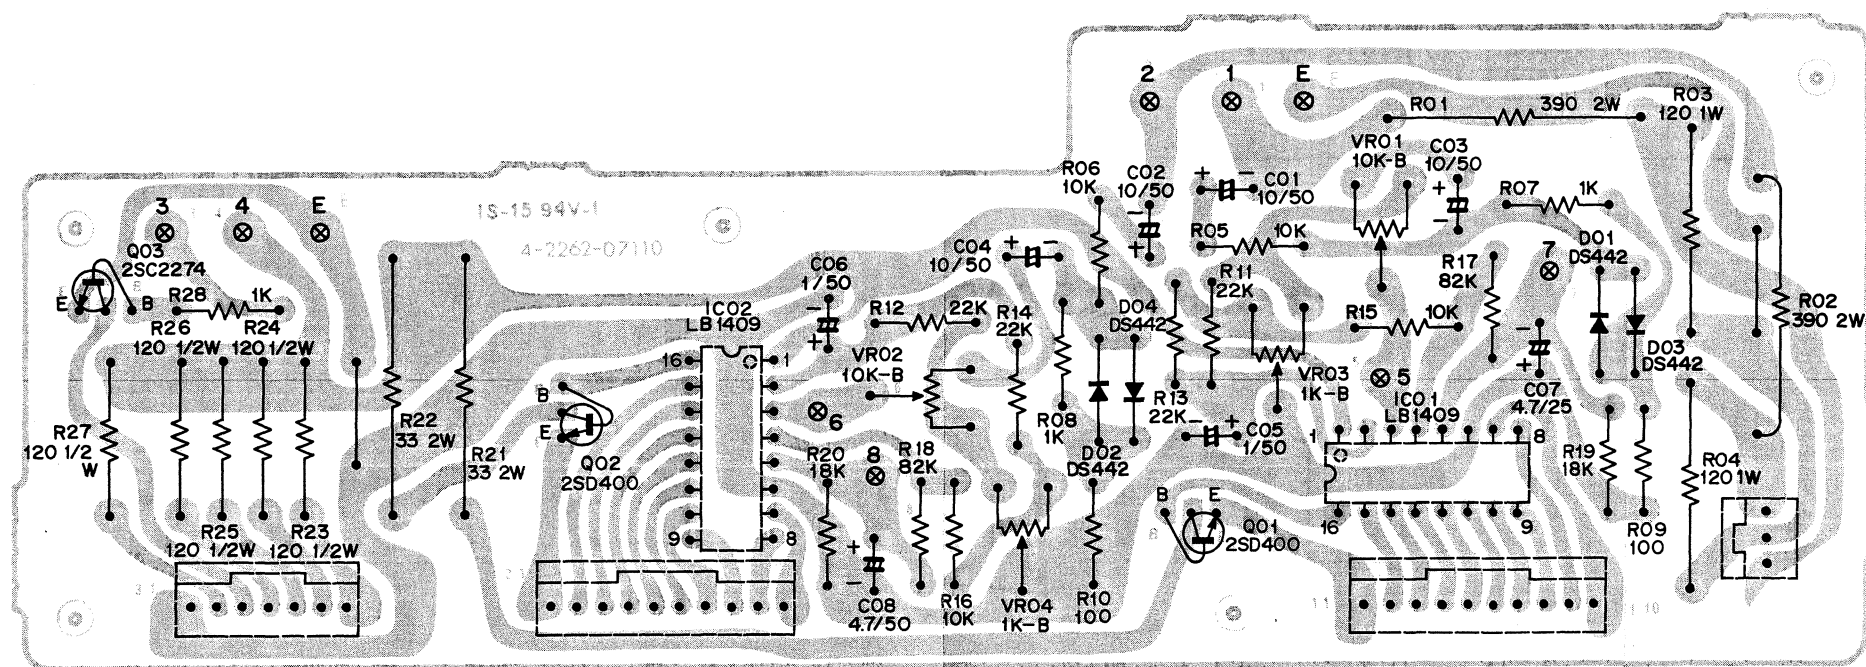 2
1
E
R01
390 2W
R03
120 1W
VR01
10K-B
C03
10/50
R06
10K
C02
10/50
C01
10/50
R07
1K
3
4
E
IS-15 94V-1
4-2262-07110
Q03
2SC2274
E
B
R28
1K
R05
10K
C04
10/50
R17
82K
7
D01
DS442
R11
22K
R02
390 2W
C06
1/50
R12
22K
R14
22K
D04
DS442
R15
10K
R26
120 1/2W
R24
120 1/2W
IC02
LB1409
16
1
VR02
10K-B
VR03
1K-B
5
D03
DS442
R13
22K
IC01
LB1409
C07
4.7/25
R08
1K
R22
33 2W
R27
120 1/2
W
B
E
Q02
2SD400
6
R20
18K
8
R18
82K
D02
DS442
C05
1/50
1
8
R19
18K
R04
120 1W
R21
33 2W
R25
120 1/2W
R23
120 1/2W
9
8
B
E
Q01
2SD400
16
9
R09
100
C08
4.7/50
R16
10K
VR04
1K-B
R10
100